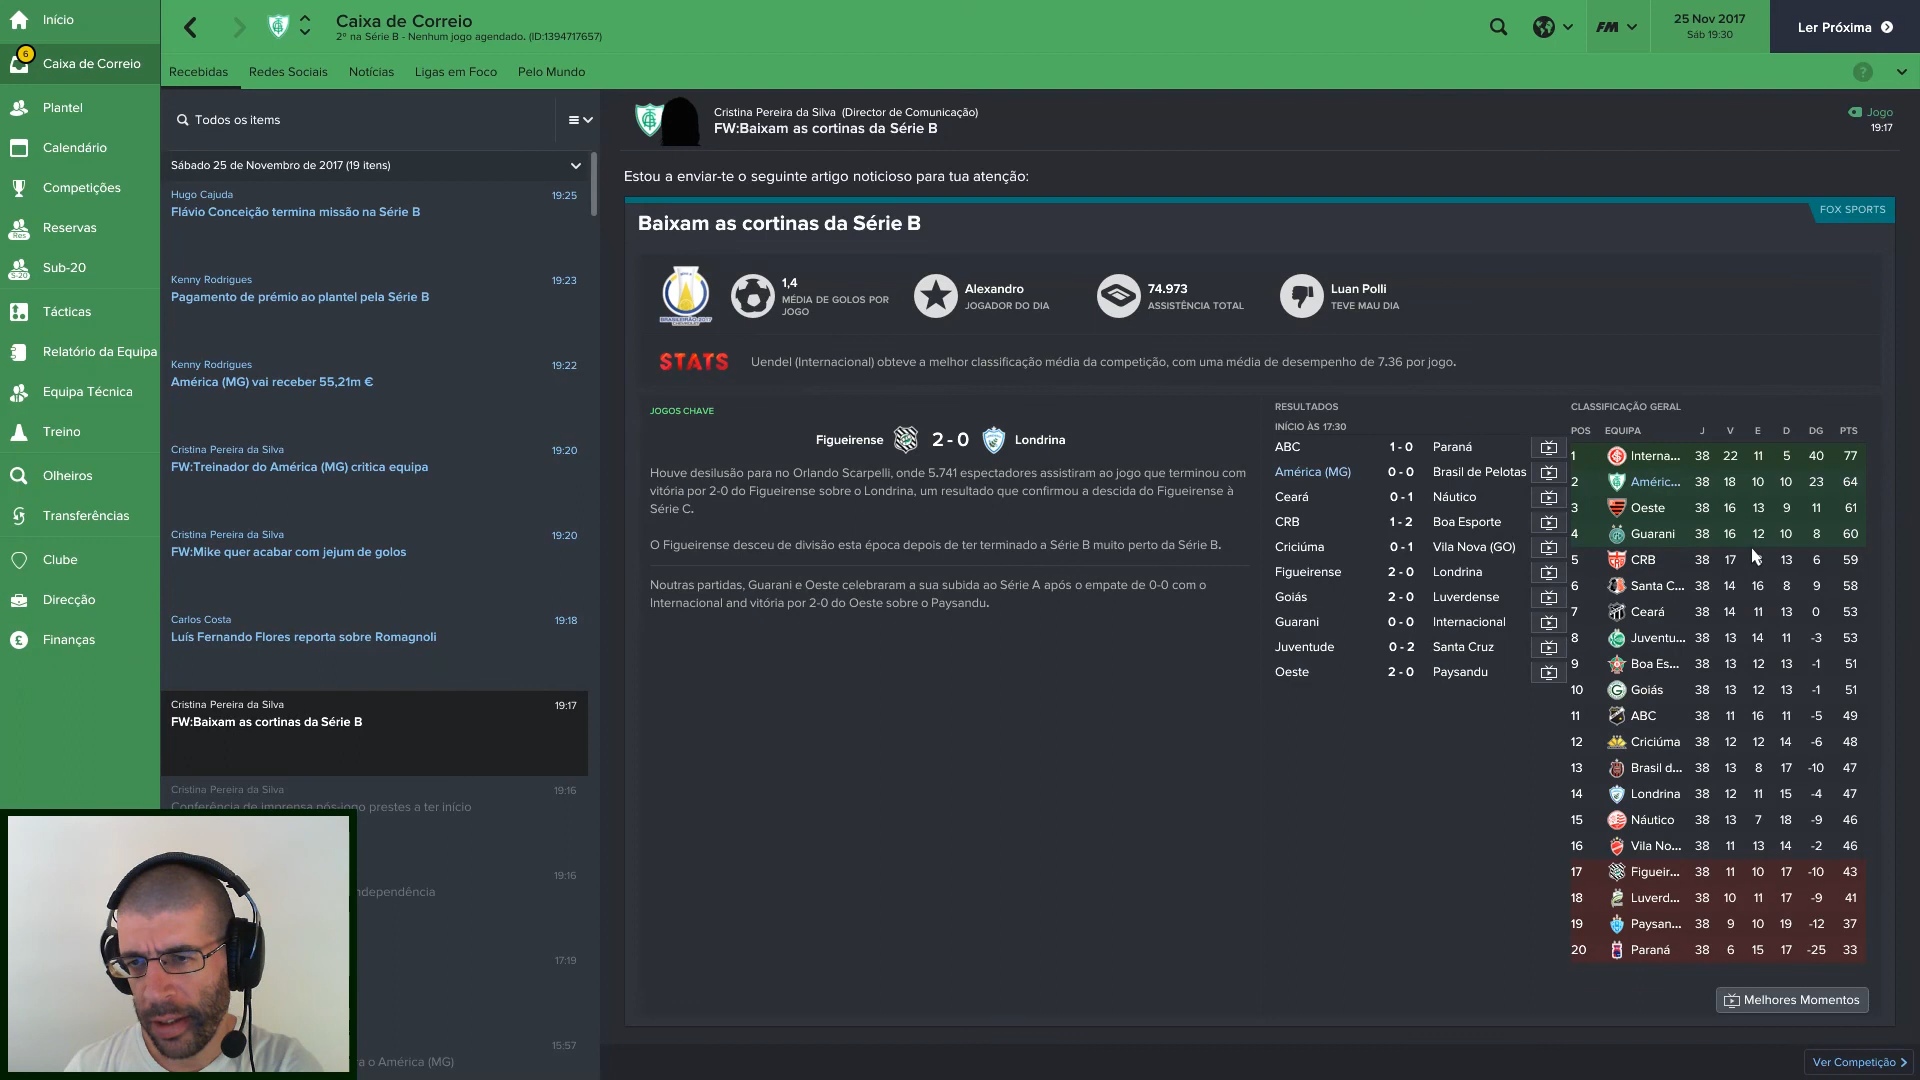 Início
6
Caixa de Correio
Plantel
Calendário
Competições
Reservas
Sub-20
Tácticas
Relatório da Equipa
Equipa Técnica
Treino
Olheiros
Transferências
Clube
Direcção
Finanças
Caixa de Correio
2º na Série B - Nenhum jogo agendado. (ID:1394717657)
FM
25 Nov 2017
Sáb 19:30
Ler Próxima
Recebidas Redes Sociais Notícias Ligas em Foco Pelo Mundo
?
Todos os items
Sábado 25 de Novembro de 2017 (19 itens)
Hugo Cajuda 19:25
Flávio Conceição termina missão na Série B
Kenny Rodrigues 19:23
Pagamento de prémio ao plantel pela Série B
Kenny Rodrigues 19:22
América (MG) vai receber 55,21m €
Cristina Pereira da Silva 19:20
FW:Treinador do América (MG) critica equipa
Cristina Pereira da Silva 19:20
FW:Mike quer acabar com jejum de golos
Carlos Costa 19:18
Luís Fernando Flores reporta sobre Romagnoli
Cristina Pereira da Silva 19:17
FW:Baixam as cortinas da Série B
Cristina Pereira da Silva 19:16
Conferência de imprensa pós-jogo prestes a ter início
19:16
ndependência
17:19
15:57
a o América (MG)
Cristina Pereira da Silva (Director de Comunicação)
FW:Baixam as cortinas da Série B
Jogo
19:17
Estou a enviar-te o seguinte artigo noticioso para tua atenção:
FOX SPORTS
Baixam as cortinas da Série B
1,4
MÉDIA DE GOLOS POR
JOGO
Alexandro
JOGADOR DO DIA
74.973
ASSISTÊNCIA TOTAL
Luan Polli
TEVE MAU DIA
STATS
Uendel (Internacional) obteve a melhor classificação média da competição, com uma média de desempenho de 7.36 por jogo.
JOGOS CHAVE
Figueirense 2 - 0 Londrina
Houve desilusão para no Orlando Scarpelli, onde 5.741 espectadores assistiram ao jogo que terminou com
vitória por 2-0 do Figueirense sobre o Londrina, um resultado que confirmou a descida do Figueirense à
Série C.
O Figueirense desceu de divisão esta época depois de ter terminado a Série B muito perto da Série B.
Noutras partidas, Guarani e Oeste celebraram a sua subida ao Série A após o empate de 0-0 com o
Internacional and vitória por 2-0 do Oeste sobre o Paysandu.
RESULTADOS
INÍCIO ÀS 17:30
ABC 1 - 0 Paraná
América (MG) 0 - 0 Brasil de Pelotas
Ceará 0 - 1 Náutico
CRB 1 - 2 Boa Esporte
Criciúma 0 - 1 Vila Nova (GO)
Figueirense 2 - 0 Londrina
Goiás 2 - 0 Luverdense
Guarani 0 - 0 Internacional
Juventude 0 - 2 Santa Cruz
Oeste 2 - 0 Paysandu
CLASSIFICAÇÃO GERAL
POS EQUIPA J V E D DG PTS
1 Interna... 38 22 11 5 40 77
2 Améric... 38 18 10 10 23 64
3 Oeste 38 16 13 9 11 61
4 Guarani 38 16 12 10 8 60
5 CRB 38 17 13 6 59
6 Santa C... 38 14 16 8 9 58
7 Ceará 38 14 11 13 0 53
8 Juventu... 38 13 14 11 -3 53
9 Boa Es... 38 13 12 13 -1 51
10 Goiás 38 13 12 13 -1 51
11 ABC 38 11 16 11 -5 49
12 Criciúma 38 12 12 14 -6 48
13 Brasil d... 38 13 8 17 -10 47
14 Londrina 38 12 11 15 -4 47
15 Náutico 38 13 7 18 -9 46
16 Vila No... 38 11 13 14 -2 46
17 Figueir... 38 11 10 17 -10 43
18 Luverd... 38 10 11 17 -9 41
19 Paysan... 38 9 10 19 -12 37
20 Paraná 38 6 15 17 -25 33
Melhores Momentos
Ver Competição